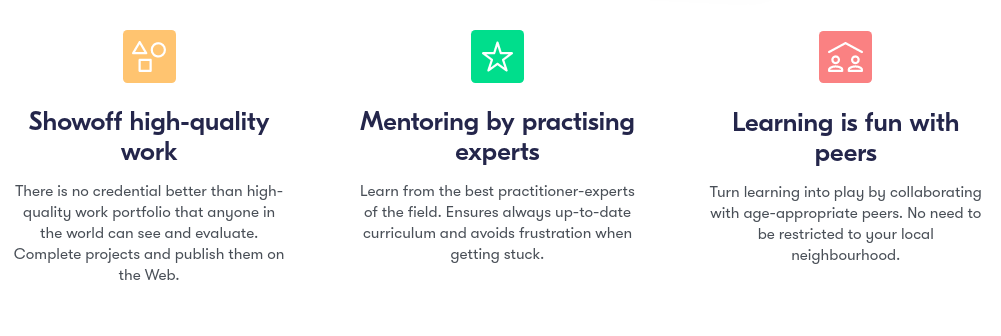 Showoff high-quality
work
There is no credential better than high-
quality work portfolio that anyone in
the world can see and evaluate.
Complete projects and publish them on
the Web.
Mentoring by practising
experts
Learn from the best practitioner-experts
of the field. Ensures always up-to-date
curriculum and avoids frustration when
getting stuck.
Learning is fun with
peers
Turn learning into play by collaborating
with age-appropriate peers. No need to
be restricted to your local
neighbourhood.